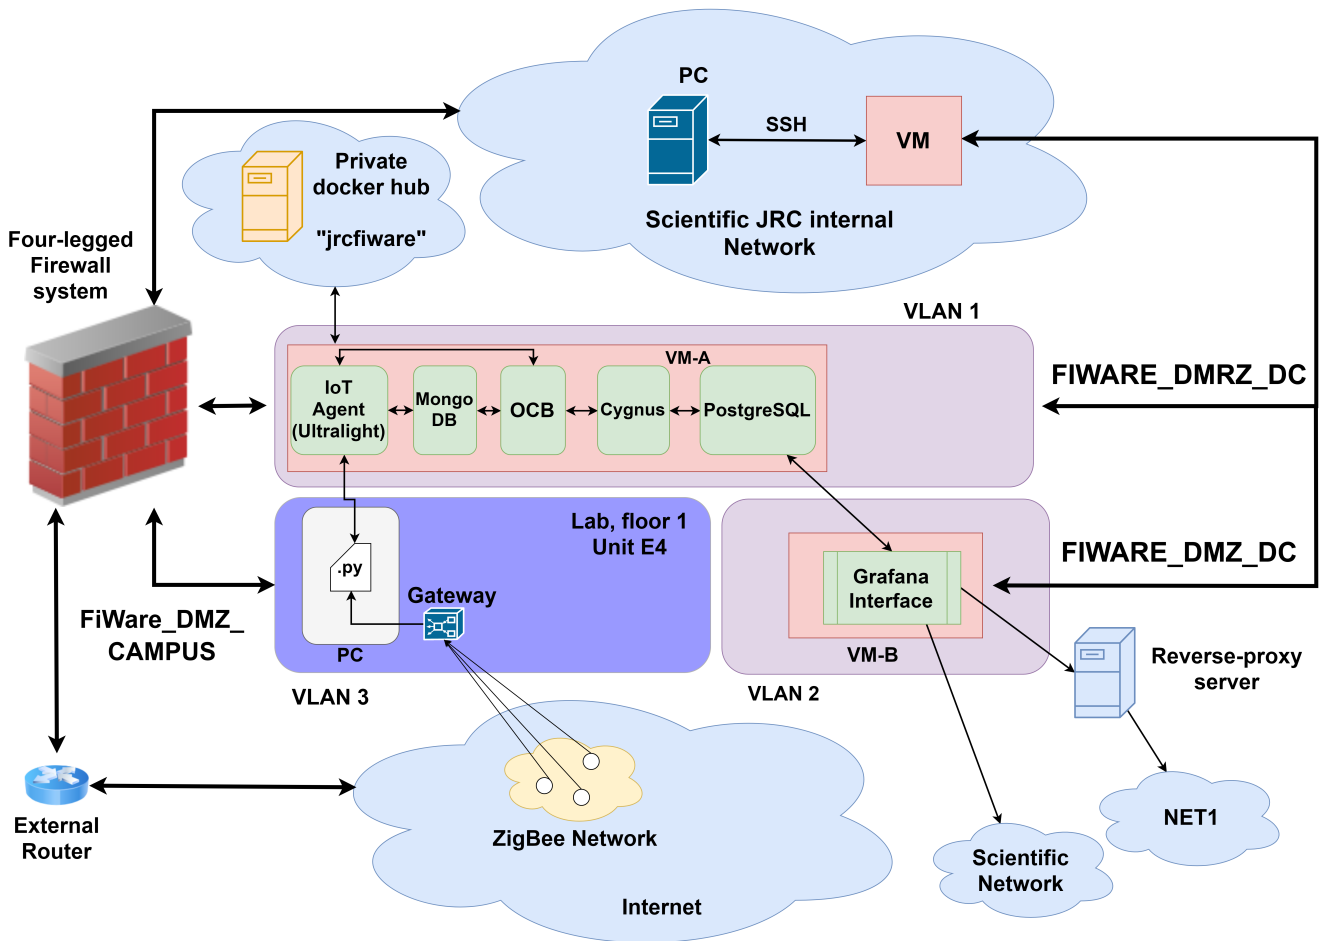 PC
SSH
VM
Scientific JRC internal
Network
Private
docker hub
"jrcfiware"
Four-legged
Firewall
system
VLAN 1
VM-A
IoT
Agent
(Ultralight)
Mongo
DB
OCB
Cygnus
PostgreSQL
FIWARE_DMRZ_DC
Lab, floor 1
Unit E4
.py
Gateway
PC
VLAN 3
FiWare_DMZ_
CAMPUS
Grafana
Interface
VM-B
VLAN 2
FIWARE_DMZ_DC
Reverse-proxy
server
NET1
Scientific
Network
External
Router
ZigBee Network
Internet